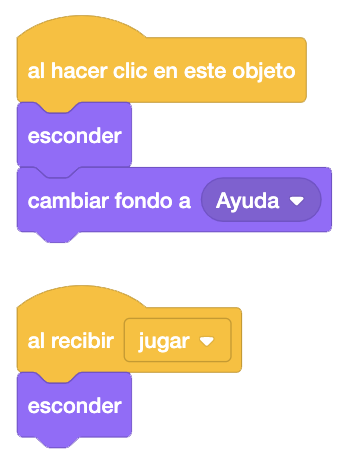 al hacer clic en este objeto
esconder
cambiar fondo a Ayuda
al recibir jugar
esconder